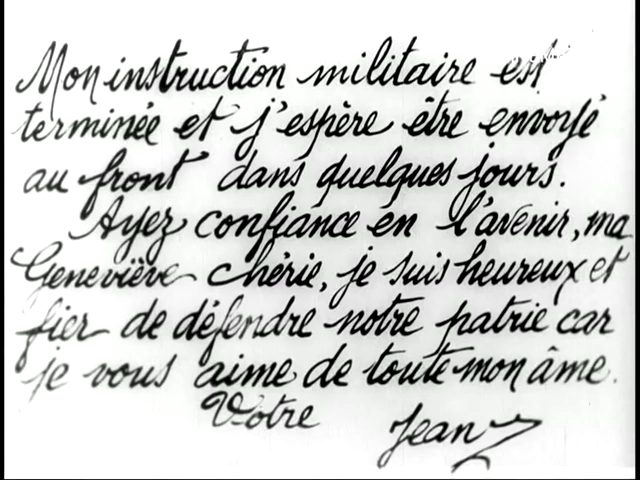 Mon instruction militaire est
terminée et j'espère être envoyé
au front dans quelques jours.
Ayez confiance en l'avenir, ma
Geneviève chérie, je suis heureux et
fier de défendre notre patrie car
je vous aime de toute mon âme.
Votre
Jean